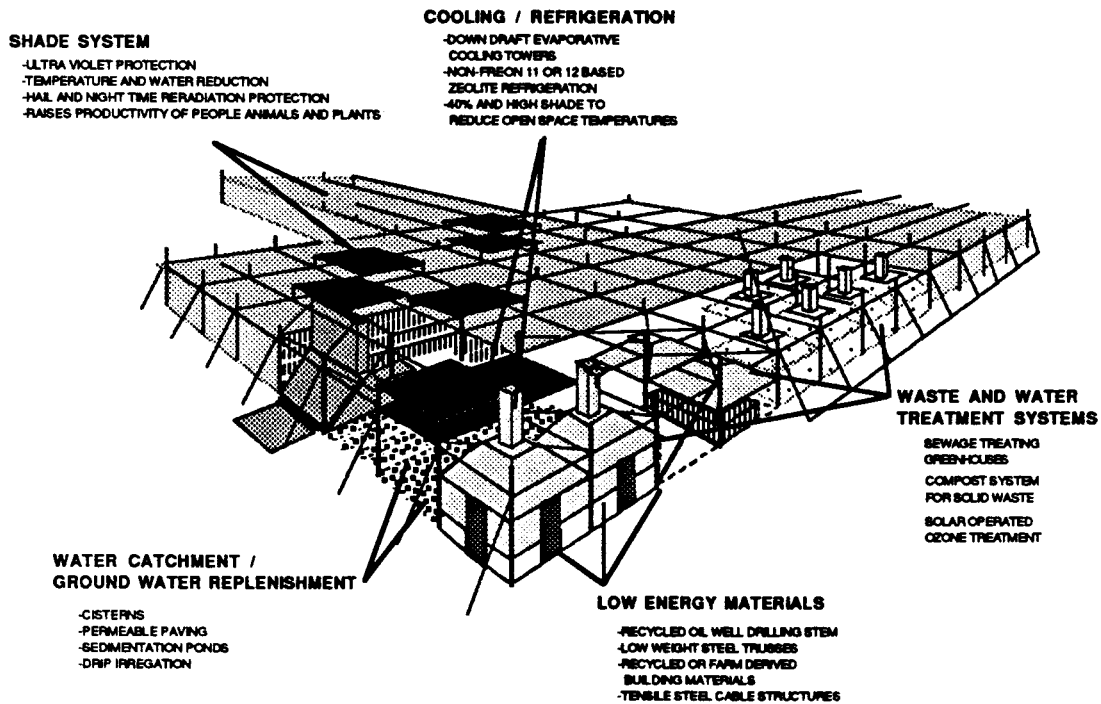 COOLING / REFRIGERATION
-DOWN DRAFT EVAPORATIVE
COOLING TOWERS
-NON-FREON 11 OR 12 BASED
ZEOLITE REFRIGERATION
-40% AND HIGH SHADE TO
REDUCE OPEN SPACE TEMPERATURES
SHADE SYSTEM
-ULTRA VIOLET PROTECTION
-TEMPERATURE AND WATER REDUCTION
-HAIL AND NIGHT TIME RERADIATION PROTECTION
-RAISES PRODUCTIVITY OF PEOPLE ANIMALS AND PLANTS
WASTE AND WATER
TREATMENT SYSTEMS
SEWAGE TREATING
GREENHOUSES
COMPOST SYSTEM
FOR SOLID WASTE
SOLAR OPERATED
OZONE TREATMENT
WATER CATCHMENT /
GROUND WATER REPLENISHMENT
-CISTERNS
-PERMEABLE PAVING
-SEDIMENTATION PONDS
-DRIP IRREGATION
LOW ENERGY MATERIALS
-RECYCLED OIL WELL DRILLING STEM
-LOW WEIGHT STEEL TRUSSES
-RECYCLED OR FARM DERIVED
BUILDING MATERIALS
-TENSILE STEEL CABLE STRUCTURES